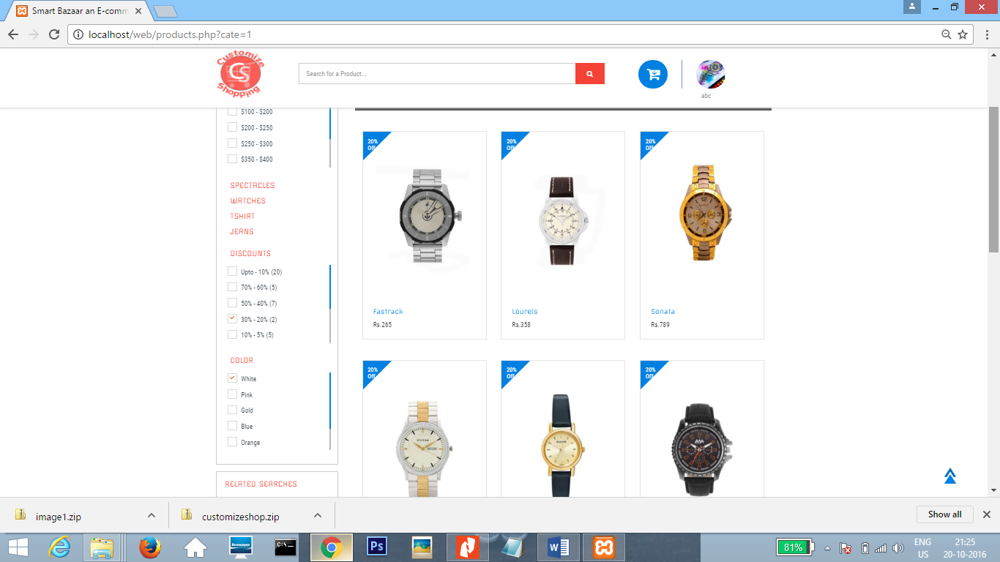 Smart Bazaar an E-comm
localhost/web/products.php?cate=1
Customize
CS
Shopping
Search for a Product...
abc
$100 - $200
$200 - $250
$250 - $300
$350 - $400
SPECTACLES
WATCHES
TSHIRT
JEANS
DISCOUNTS
Upto - 10% (20)
70% - 60% (5)
50% - 40% (7)
30% - 20% (2)
10% - 5% (5)
COLOR
White
Pink
Gold
Blue
Orange
RELATED SEARCHES
20%
Off
20%
Off
20%
Off
Fastrack
Rs.265
Lourels
Rs.358
Sonata
Rs.789
20%
Off
20%
Off
20%
Off
image1.zip
customizeshop.zip
Show all
lenovo
C:\_
Ps
W
81%
ENG
US
21:25
20-10-2016